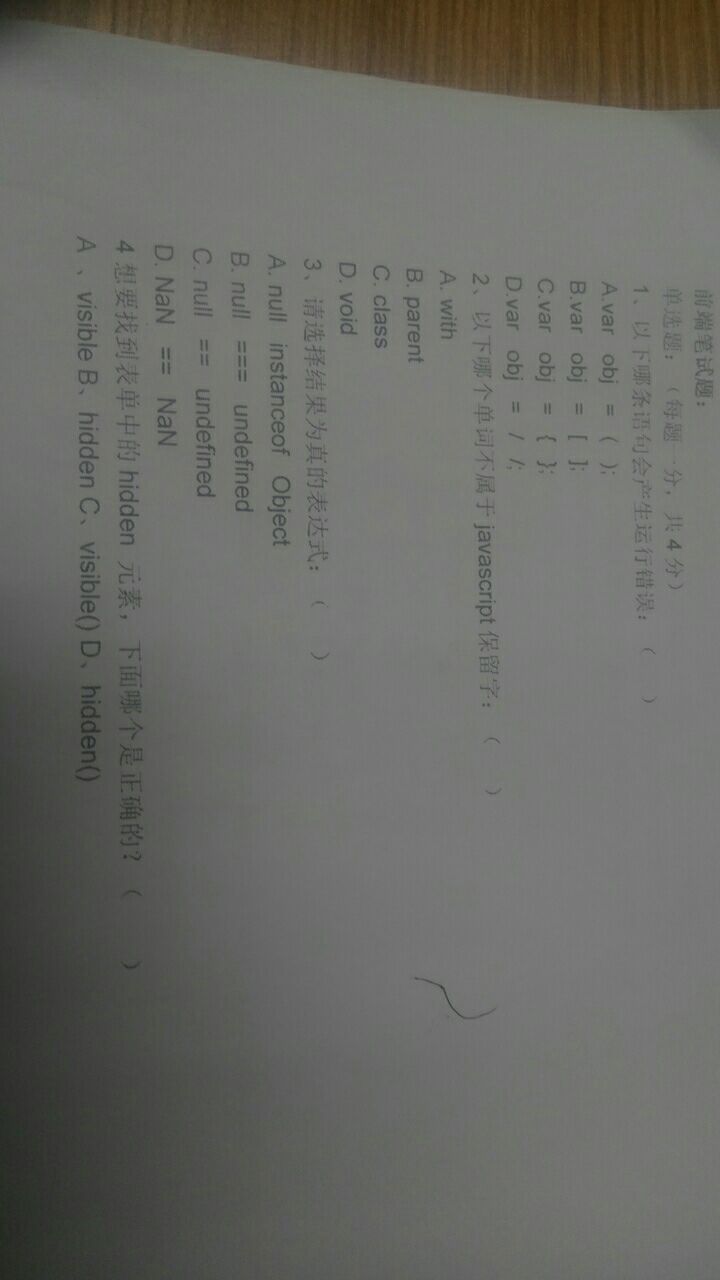 前端笔试题：
单选题：（每题 1分，共 4 分）
1、以下哪条语句会产生运行错误：（ ）
A.var obj = ( );
B.var obj = [ ];
C.var obj = { };
D.var obj = / /;
2、以下哪个单词不属于 javascript 保留字：（ ）
A. with
B. parent
C. class
D. void
3、请选择结果为真的表达式：（ ）
A. null instanceof Object
B. null === undefined
C. null == undefined
D. NaN == NaN
4 想要找到表单中的 hidden 元素，下面哪个是正确的？（ ）
A 、visible B、hidden C、visible() D、hidden()